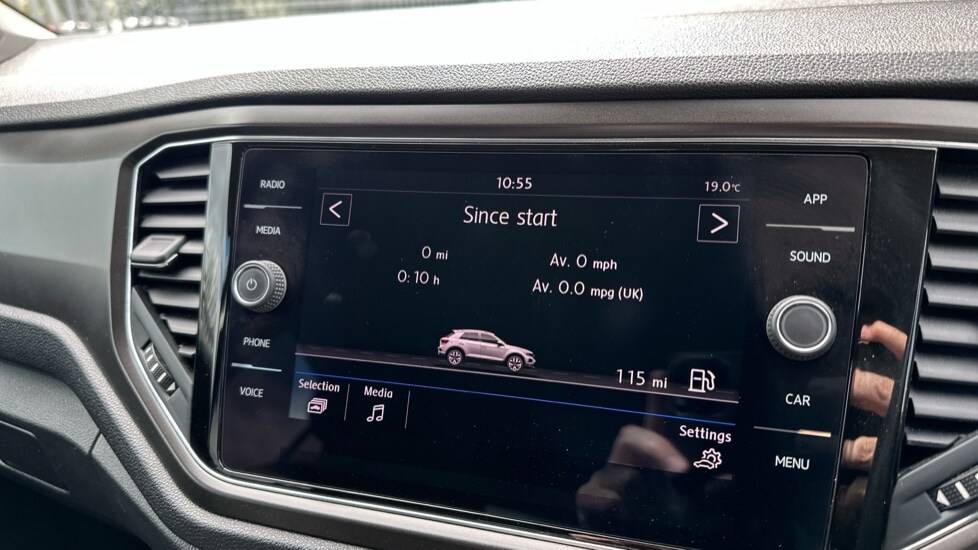 RADIO
MEDIA
PHONE
VOICE
10:55
19.0°C
<
Since start
>
0 mi
Av. 0 mph
0:10 h
Av. 0.0 mpg (UK)
115 mi
Selection
Media
Settings
APP
SOUND
CAR
MENU